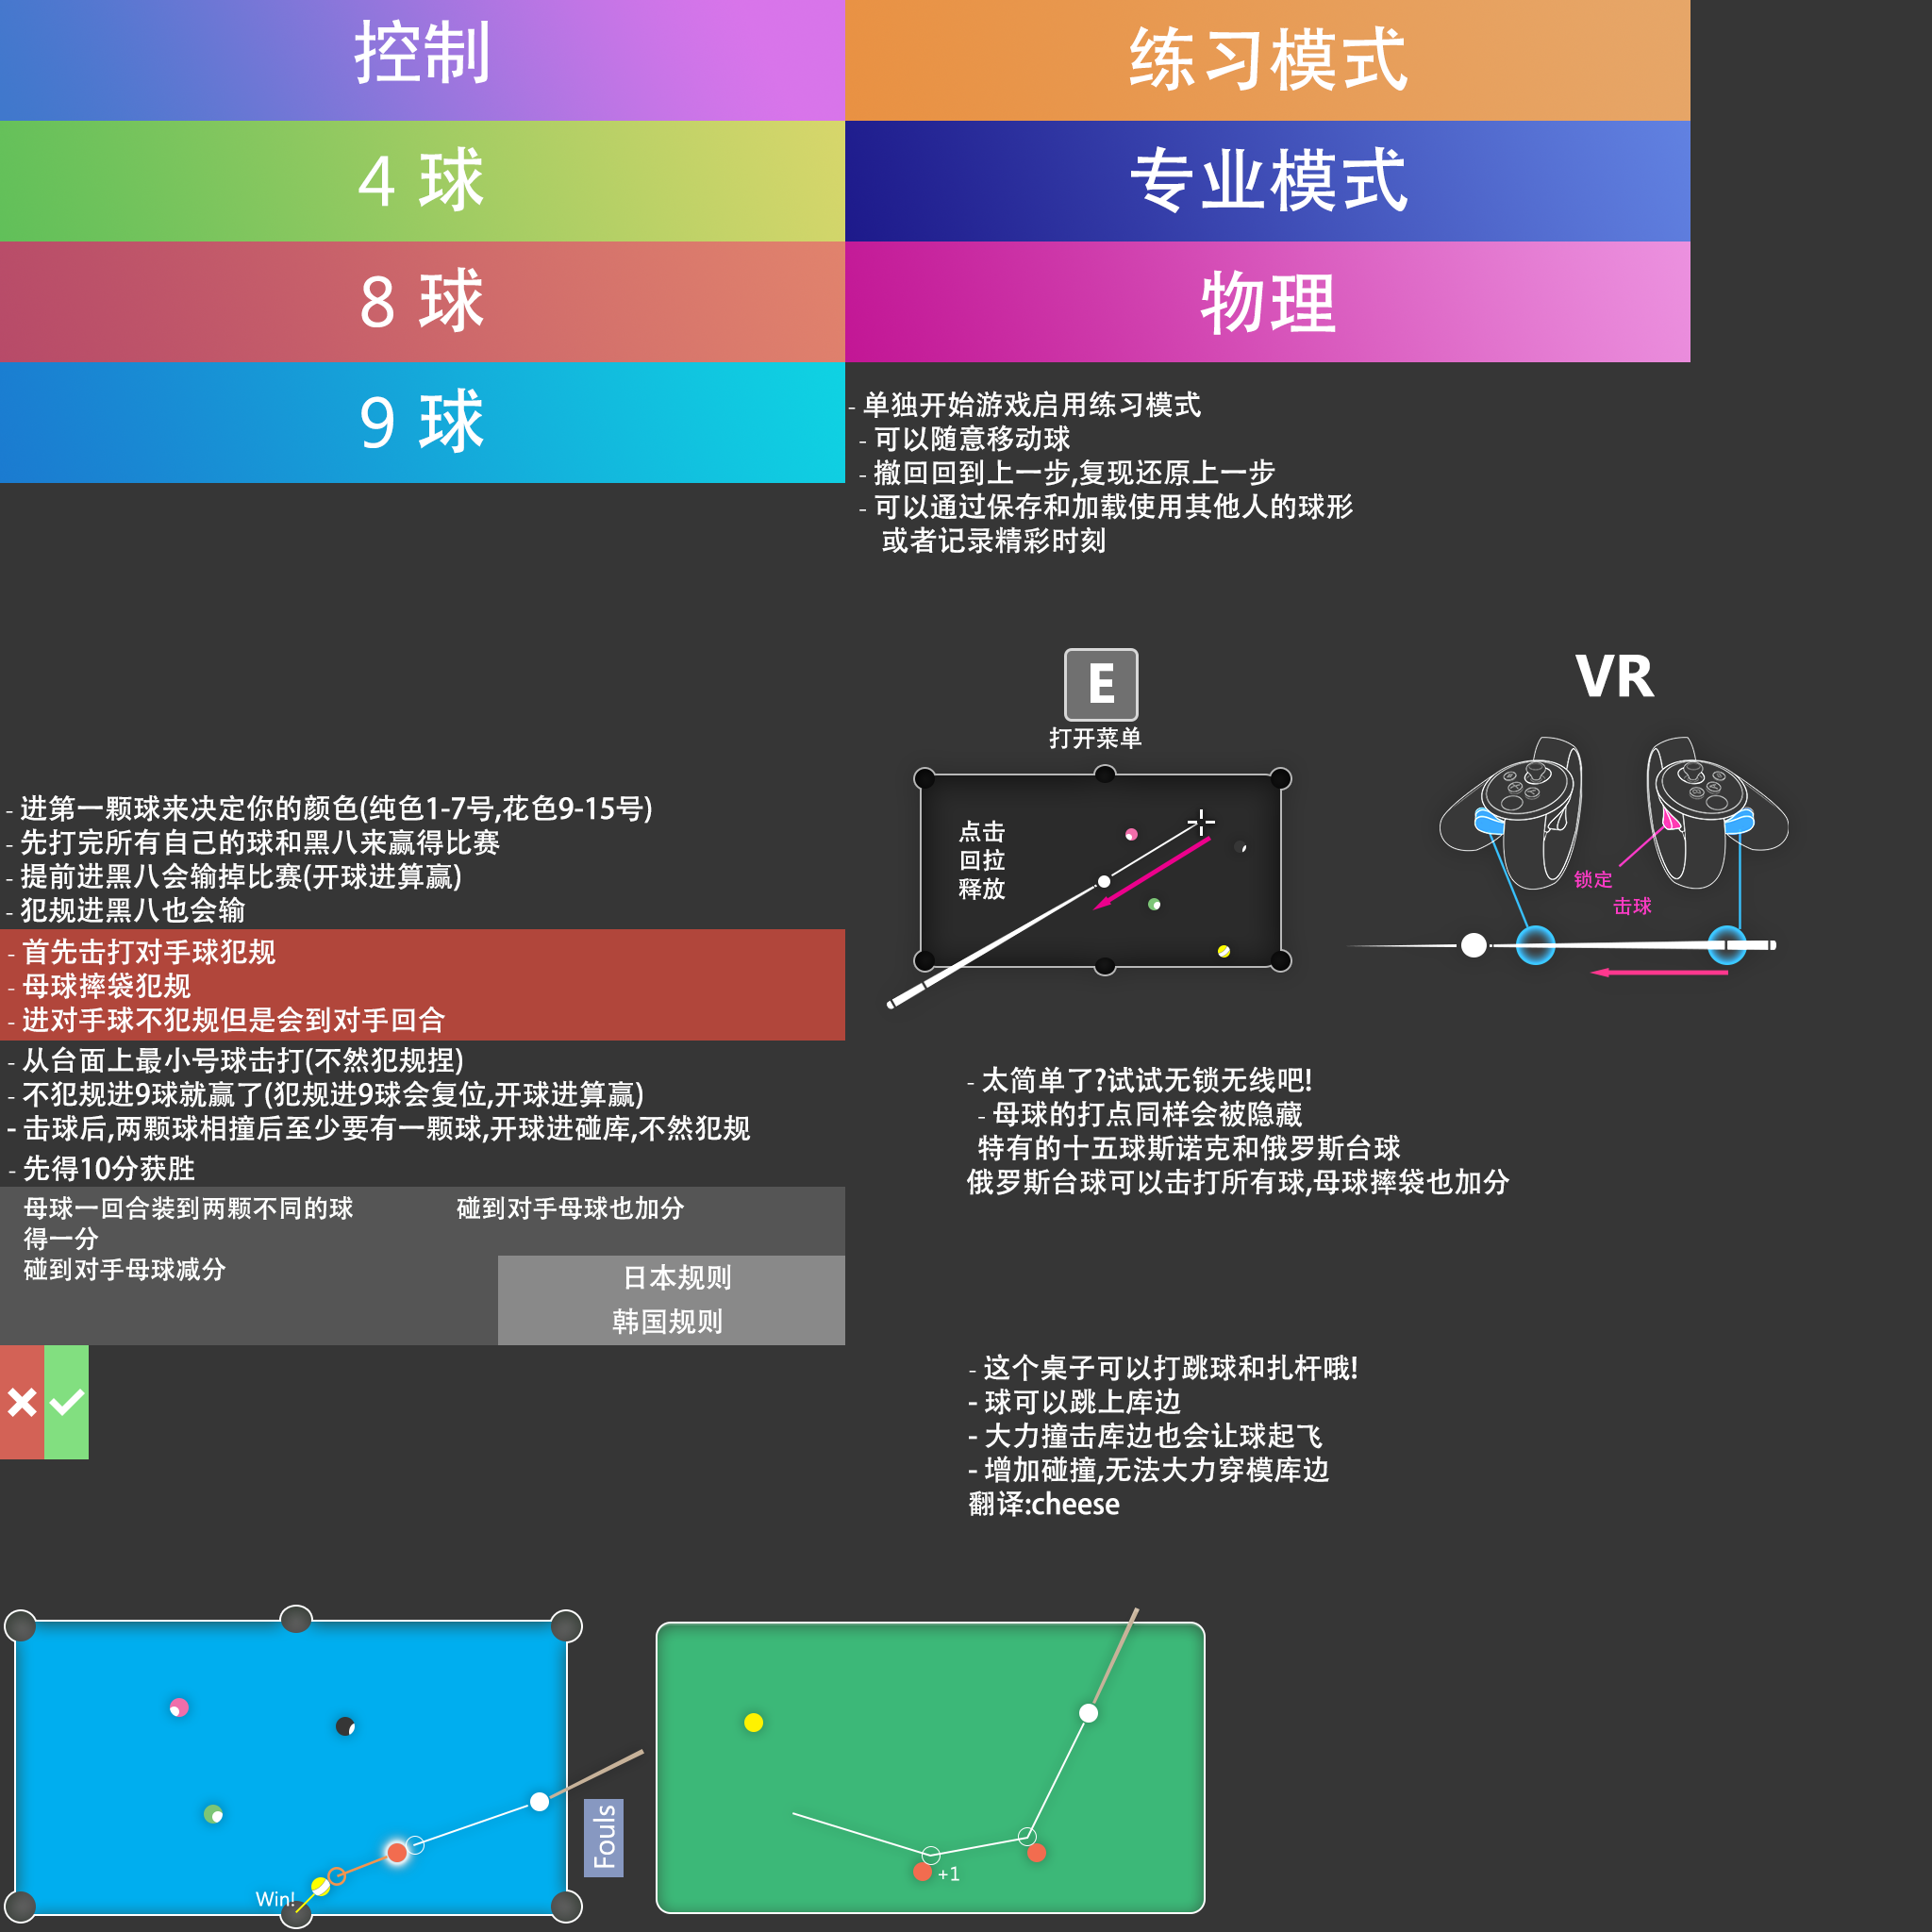 控制
4 球
8 球
9 球
练习模式
专业模式
物理
- 单独开始游戏启用练习模式
- 可以随意移动球
- 撤回回到上一步,复现还原上一步
- 可以通过保存和加载使用其他人的球形
或者记录精彩时刻
E
打开菜单
点击
回拉
释放
VR
锁定
击球
- 进第一颗球来决定你的颜色(纯色1-7号,花色9-15号)
- 先打完所有自己的球和黑八来赢得比赛
- 提前进黑八会输掉比赛(开球进算赢)
- 犯规进黑八也会输
- 首先击打对手球犯规
- 母球摔袋犯规
- 进对手球不犯规但是会到对手回合
- 从台面上最小号球击打(不然犯规捏)
- 不犯规进9球就赢了(犯规进9球会复位,开球进算赢)
- 击球后,两颗球相撞后至少要有一颗球,开球进碰库,不然犯规
- 先得10分获胜
母球一回合装到两颗不同的球
得一分
碰到对手母球减分
碰到对手母球也加分
日本规则
韩国规则
- 太简单了?试试无锁无线吧!
- 母球的打点同样会被隐藏
特有的十五球斯诺克和俄罗斯台球
俄罗斯台球可以击打所有球,母球摔袋也加分
- 这个桌子可以打跳球和扎杆哦!
- 球可以跳上库边
- 大力撞击库边也会让球起飞
- 增加碰撞,无法大力穿模库边
翻译:cheese
Win!
Fouls
+1